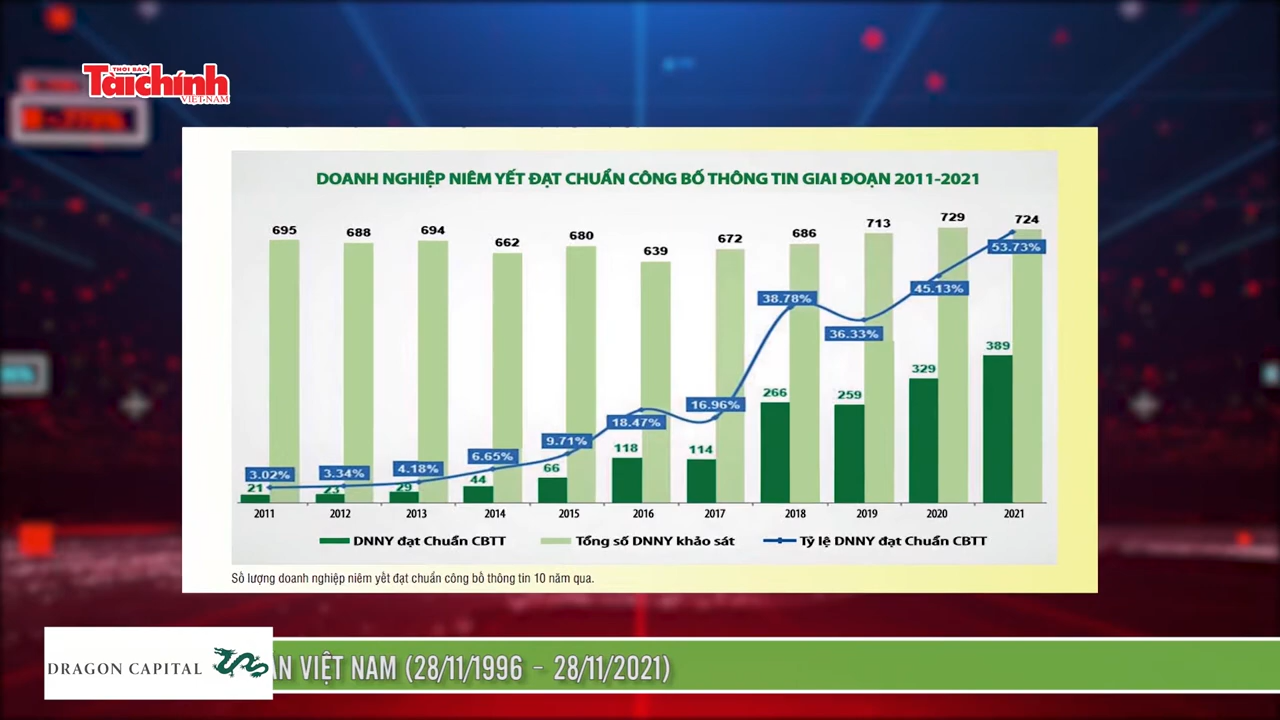 THỜI BÁO
Tàichính
VIỆT NAM
DOANH NGHIỆP NIÊM YẾT ĐẠT CHUẨN CÔNG BỐ THÔNG TIN GIAI ĐOẠN 2011-2021
695 688 694 662 680 639 672 686 713 729 724
3.02% 3.34% 4.18% 6.65% 9.71% 18.47% 16.96% 38.78% 36.33% 45.13% 53.73%
21 23 29 44 66 118 114 266 259 329 389
2011 2012 2013 2014 2015 2016 2017 2018 2019 2020 2021
DNNY đạt Chuẩn CBTT Tổng số DNNY khảo sát Tỷ lệ DNNY đạt Chuẩn CBTT
Số lượng doanh nghiệp niêm yết đạt chuẩn công bố thông tin 10 năm qua.
DRAGON CAPITAL
VIỆT NAM (28/11/1996 - 28/11/2021)